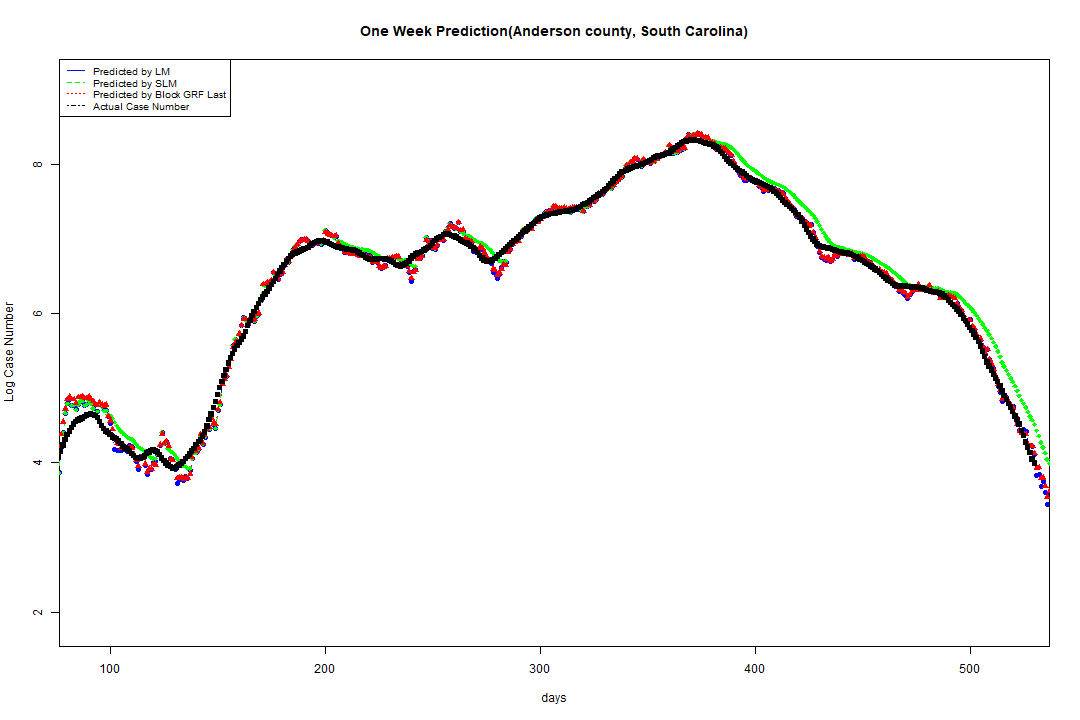 One Week Prediction(Anderson county, South Carolina)
Predicted by LM
Predicted by SLM
Predicted by Block GRF Last
Actual Case Number
8
6
4
2
Log Case Number
100 200 300 400 500
days